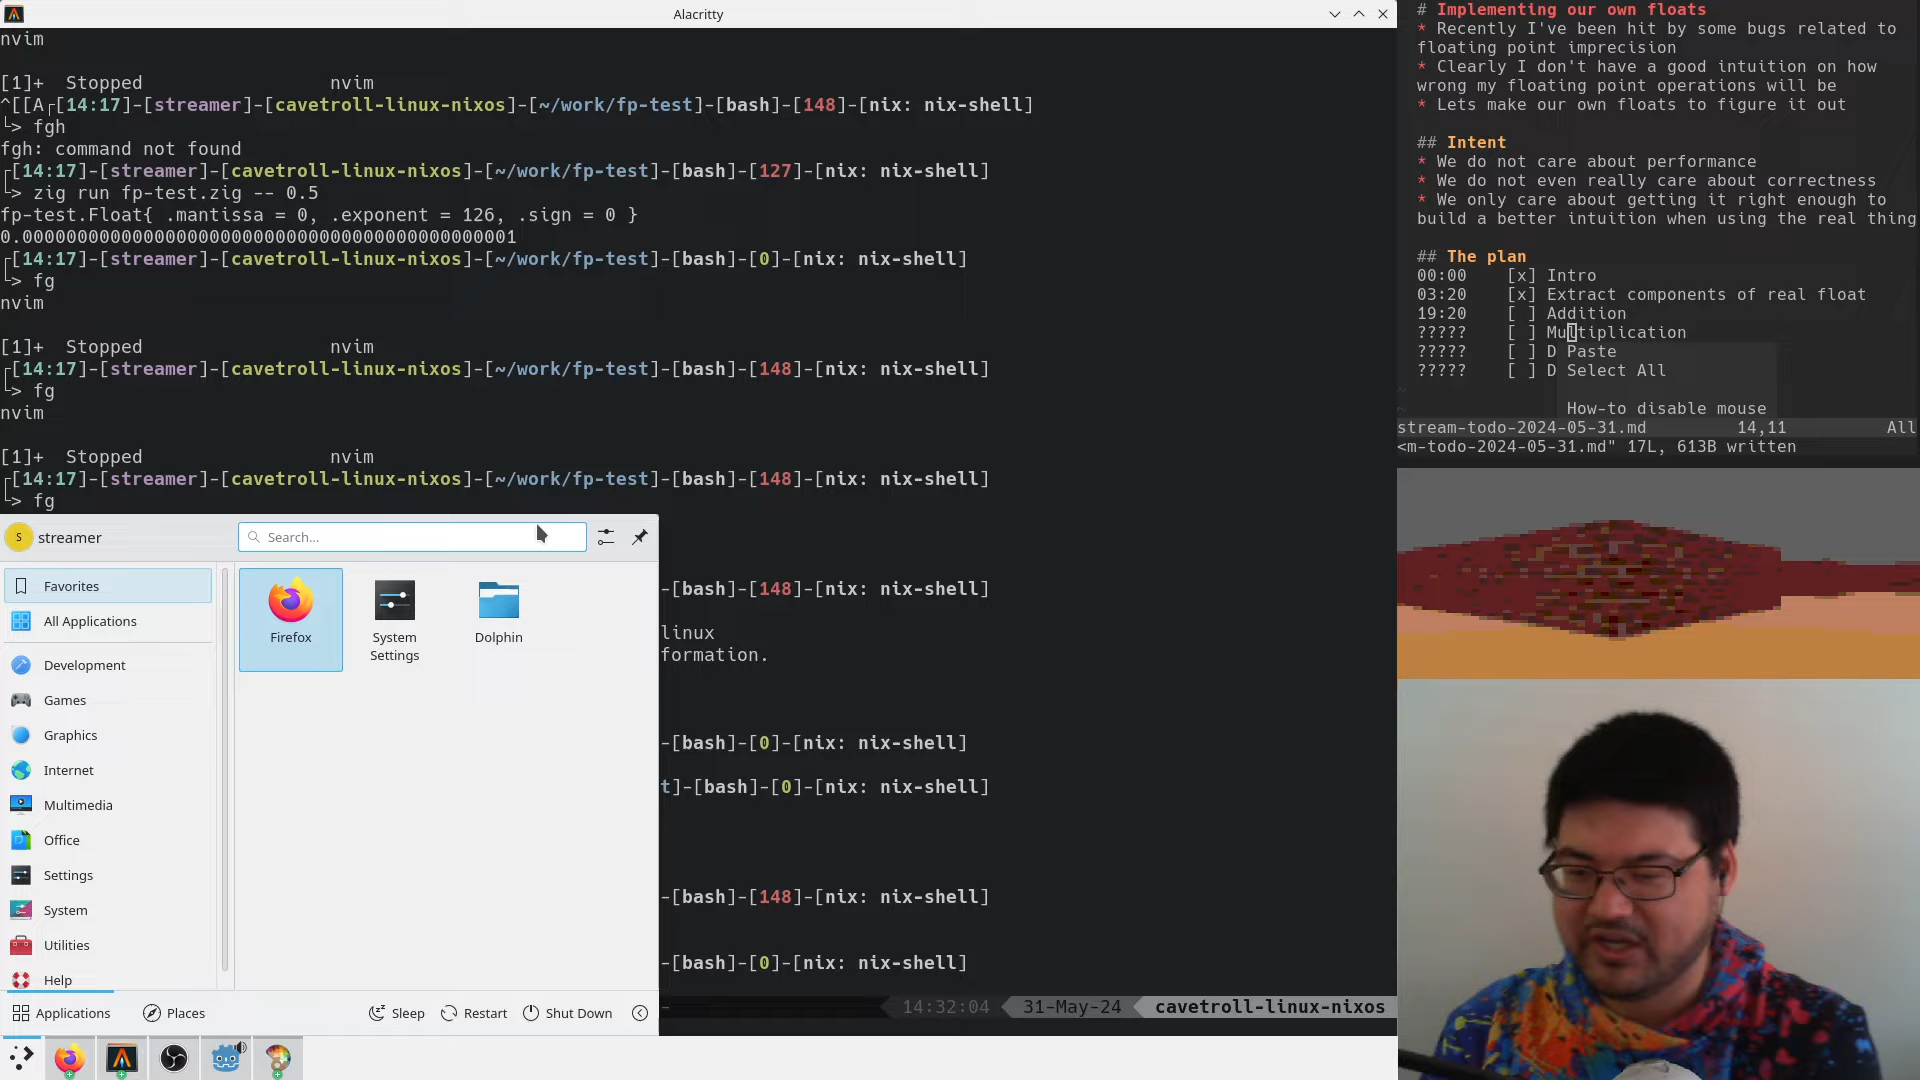 Alacritty
nvim
[1]+  Stopped                 nvim
^[[A┌[14:17]-[streamer]-[cavetroll-linux-nixos]-[~/work/fp-test]-[bash]-[148]-[nix: nix-shell]
└> fgh
fgh: command not found
┌[14:17]-[streamer]-[cavetroll-linux-nixos]-[~/work/fp-test]-[bash]-[127]-[nix: nix-shell]
└> zig run fp-test.zig -- 0.5
fp-test.Float{ .mantissa = 0, .exponent = 126, .sign = 0 }
┌[14:17]-[streamer]-[cavetroll-linux-nixos]-[~/work/fp-test]-[bash]-[0]-[nix: nix-shell]
└> fg
nvim
[1]+  Stopped                 nvim
┌[14:17]-[streamer]-[cavetroll-linux-nixos]-[~/work/fp-test]-[bash]-[148]-[nix: nix-shell]
└> fg
nvim
[1]+  Stopped                 nvim
┌[14:17]-[streamer]-[cavetroll-linux-nixos]-[~/work/fp-test]-[bash]-[148]-[nix: nix-shell]
└> fg
-[bash]-[148]-[nix: nix-shell]
linux
formation.
-[bash]-[0]-[nix: nix-shell]
t]-[bash]-[0]-[nix: nix-shell]
-[bash]-[148]-[nix: nix-shell]
-[bash]-[0]-[nix: nix-shell]
14:32:04 31-May-24 cavetroll-linux-nixos
S streamer
Search...
Favorites
All Applications
Development
Games
Graphics
Internet
Multimedia
Office
Settings
System
Utilities
Help
Firefox
System Settings
Dolphin
Applications
Places
Sleep
Restart
Shut Down
# Implementing our own floats
* Recently I've been hit by some bugs related to
floating point imprecision
* Clearly I don't have a good intuition on how
wrong my floating point operations will be
* Lets make our own floats to figure it out
## Intent
* We do not care about performance
* We do not even really care about correctness
* We only care about getting it right enough to
build a better intuition when using the real thing
## The plan
00:00    [x] Intro
03:20    [x] Extract components of real float
19:20    [ ] Addition
?????    [ ] Multiplication
?????    [ ] D Paste
?????    [ ] D Select All
How-to disable mouse
stream-todo-2024-05-31.md         14,11          All
<m-todo-2024-05-31.md" 17L, 613B written